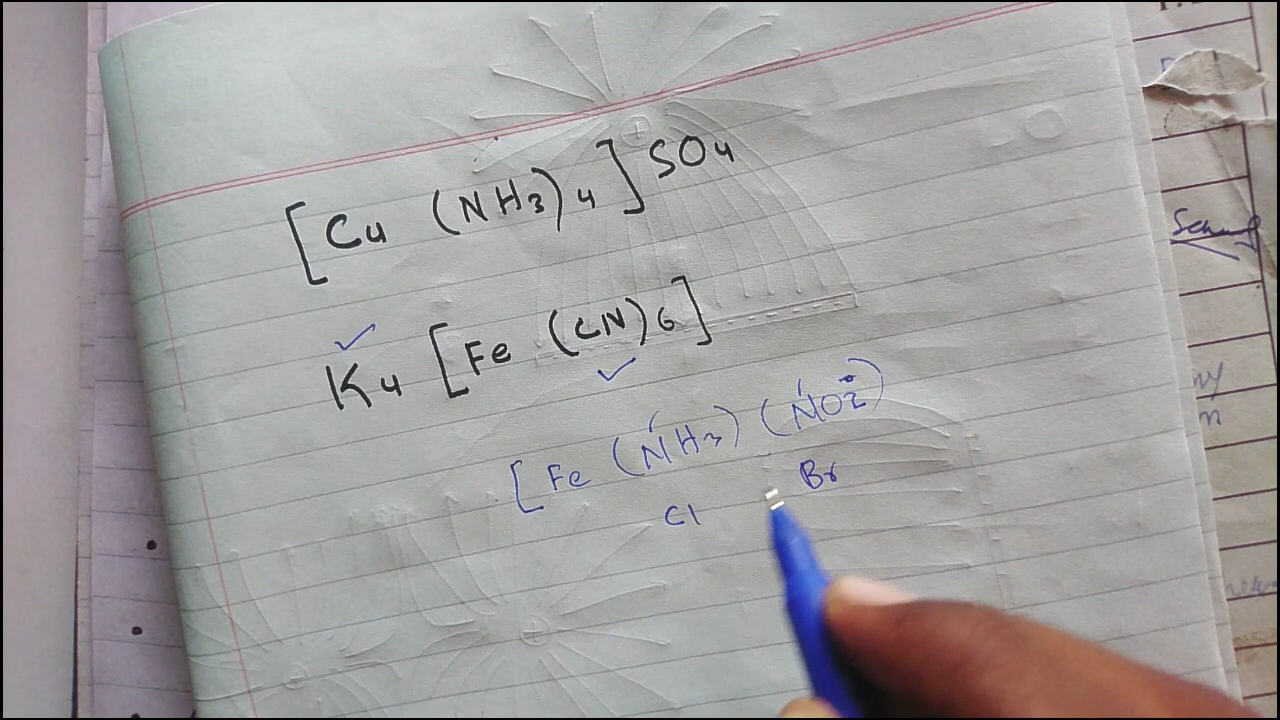 [Cu (NH3)4]SO4
K4 [Fe (CN)6]
[Fe (NH3) (NO2)
Cl Br